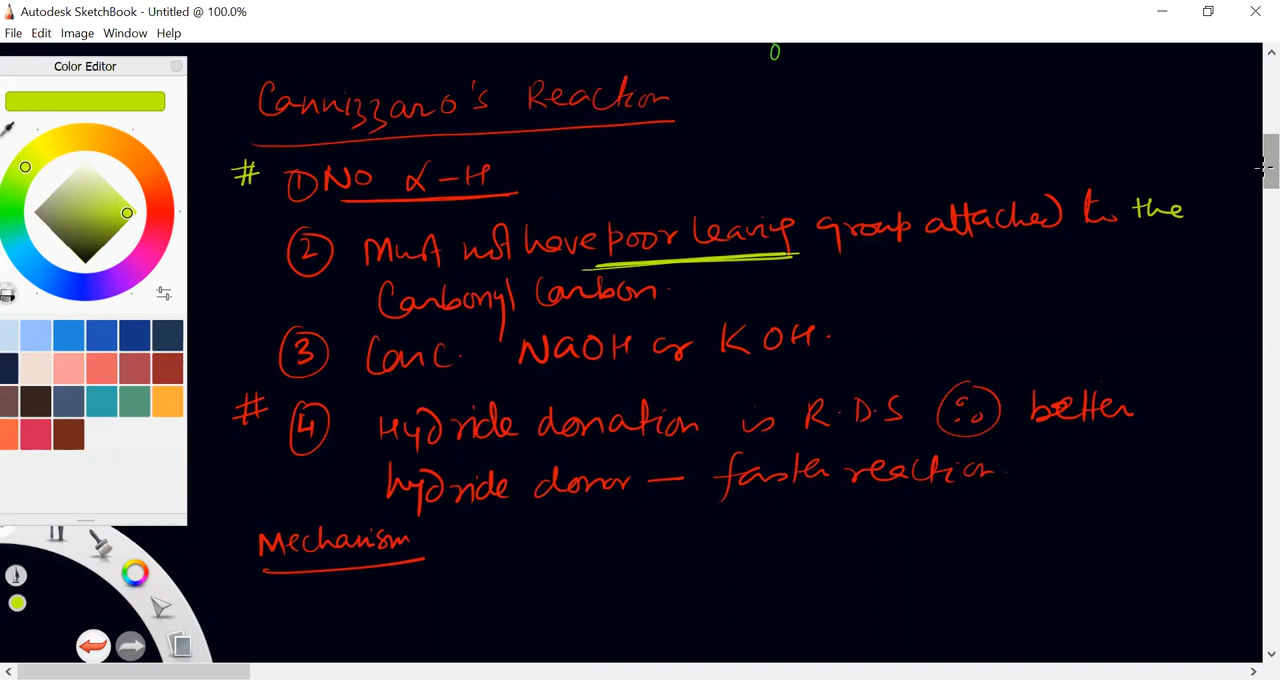 Autodesk SketchBook - Untitled @ 100.0%
File Edit Image Window Help
Color Editor
0
Cannizzaro's Reaction
# ① NO α-H
② Must not have poor leaving group attached to the
Carbonyl Carbon.
③ Conc. NaOH or KOH.
# ④ Hydride donation is R.D.S ∴ better
hydride donor — faster reaction.
Mechanism